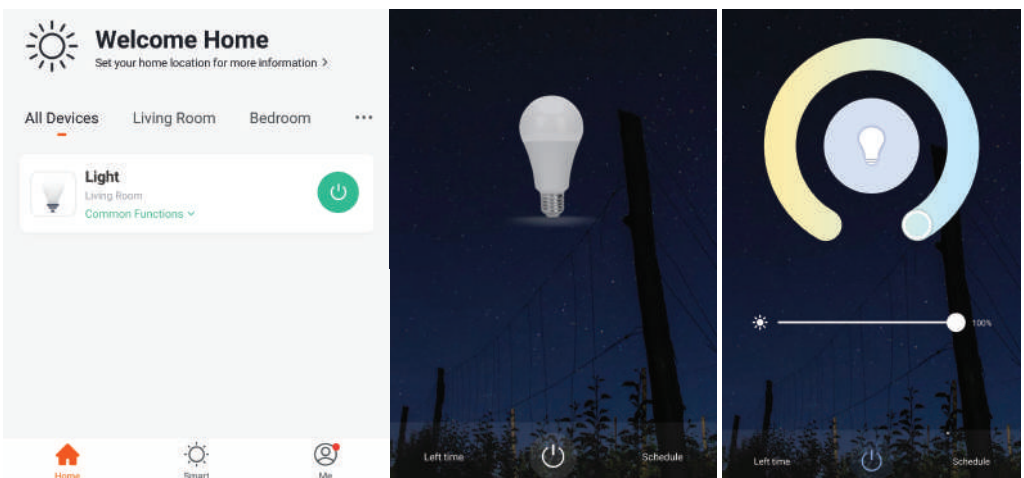 Welcome Home
Set your home location for more information >
All Devices Living Room Bedroom ...
Light
Living Room
Common Functions
Home Smart Me
Left time Schedule
100%
Left time Schedule